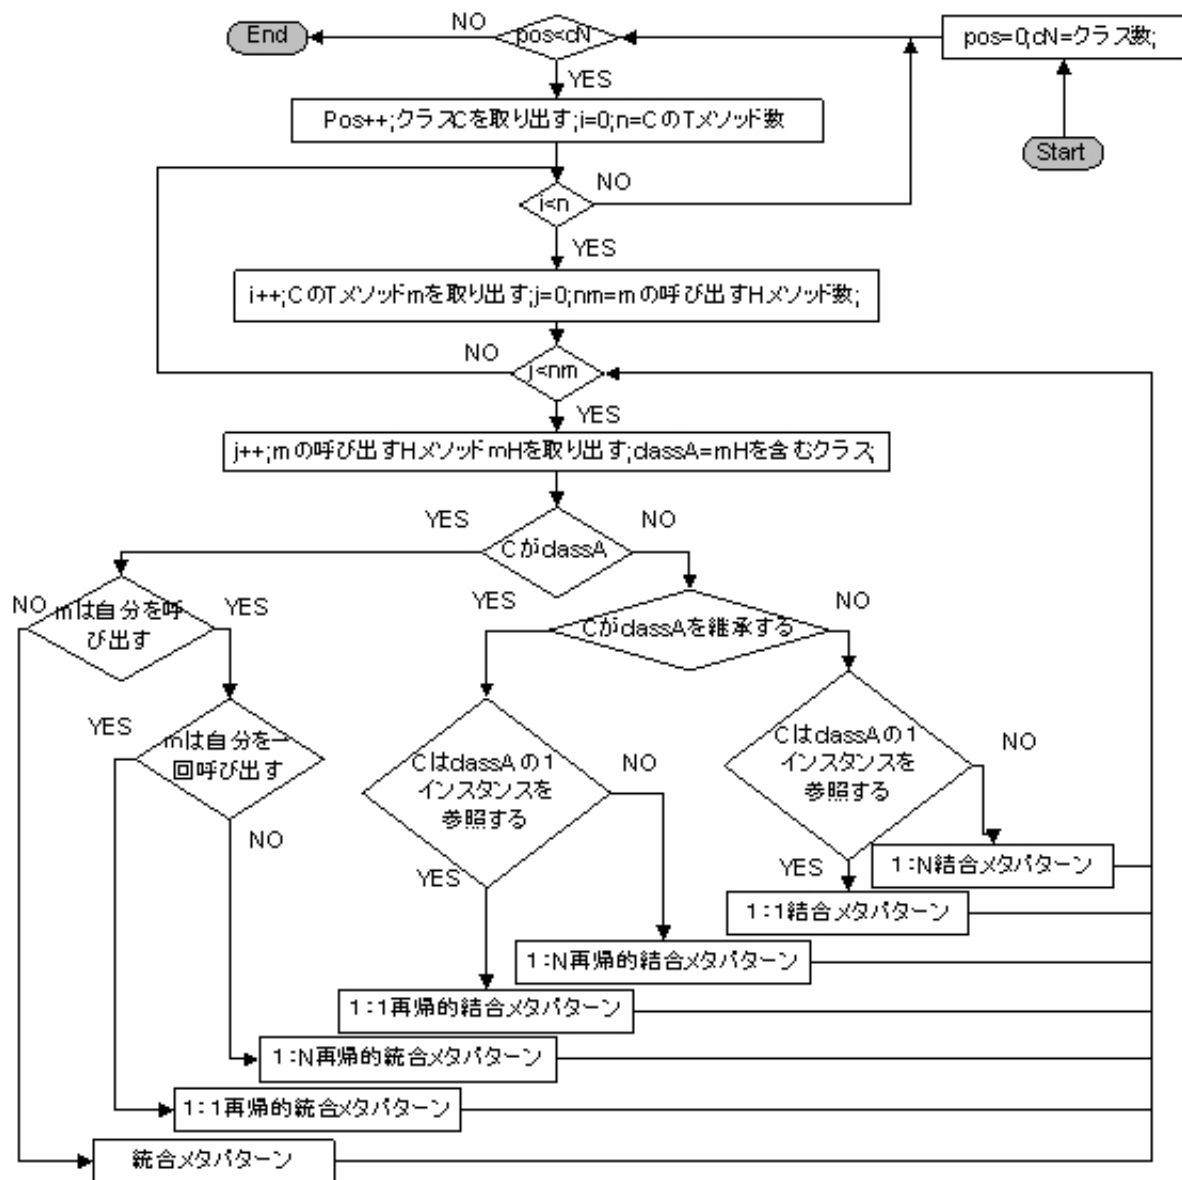 NO
End
pos<cN
pos=0;cN=クラス数;
YES
Pos++;クラスCを取り出す;i=0;n=CのTメソッド数
Start
NO
i<n
YES
i++;CのTメソッドmを取り出す;j=0;nm=mの呼び出すHメソッド数;
NO
j<nm
YES
j++;mの呼び出すHメソッドmHを取り出す;classA=mHを含むクラス;
YES
NO
CがclassA
NO
mは自分を呼
び出す
YES
YES
NO
CがclassAを継承する
YES
mは自分を一
回呼び出す
NO
CはclassAの1
インスタンスを
参照する
NO
YES
CはclassAの1
インスタンスを
参照する
NO
YES
1:N結合メタパターン
1:1結合メタパターン
1:N再帰的結合メタパターン
1:1再帰的結合メタパターン
1:N再帰的統合メタパターン
1:1再帰的統合メタパターン
統合メタパターン